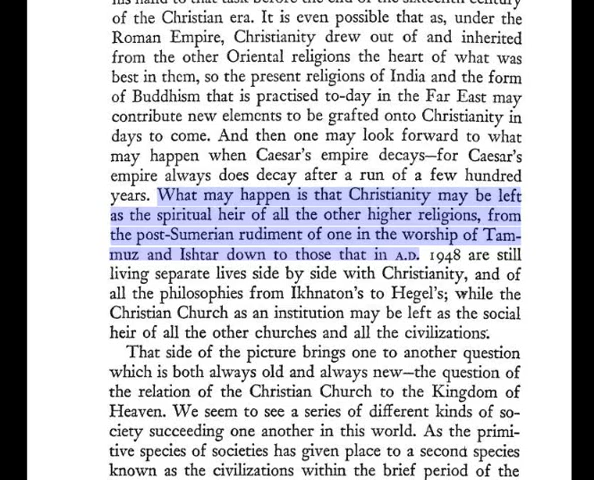 his hand to that task before the end of the sixteenth century
of the Christian era. It is even possible that as, under the
Roman Empire, Christianity drew out of and inherited
from the other Oriental religions the heart of what was
best in them, so the present religions of India and the form
of Buddhism that is practised to-day in the Far East may
contribute new elements to be grafted onto Christianity in
days to come. And then one may look forward to what
may happen when Caesar's empire decays—for Caesar's
empire always does decay after a run of a few hundred
years. What may happen is that Christianity may be left
as the spiritual heir of all the other higher religions, from
the post-Sumerian rudiment of one in the worship of Tam-
muz and Ishtar down to those that in A.D. 1948 are still
living separate lives side by side with Christianity, and of
all the philosophies from Ikhnaton's to Hegel's; while the
Christian Church as an institution may be left as the social
heir of all the other churches and all the civilizations.
That side of the picture brings one to another question
which is both always old and always new—the question of
the relation of the Christian Church to the Kingdom of
Heaven. We seem to see a series of different kinds of so-
ciety succeeding one another in this world. As the primi-
tive species of societies has given place to a second species
known as the civilizations within the brief period of the